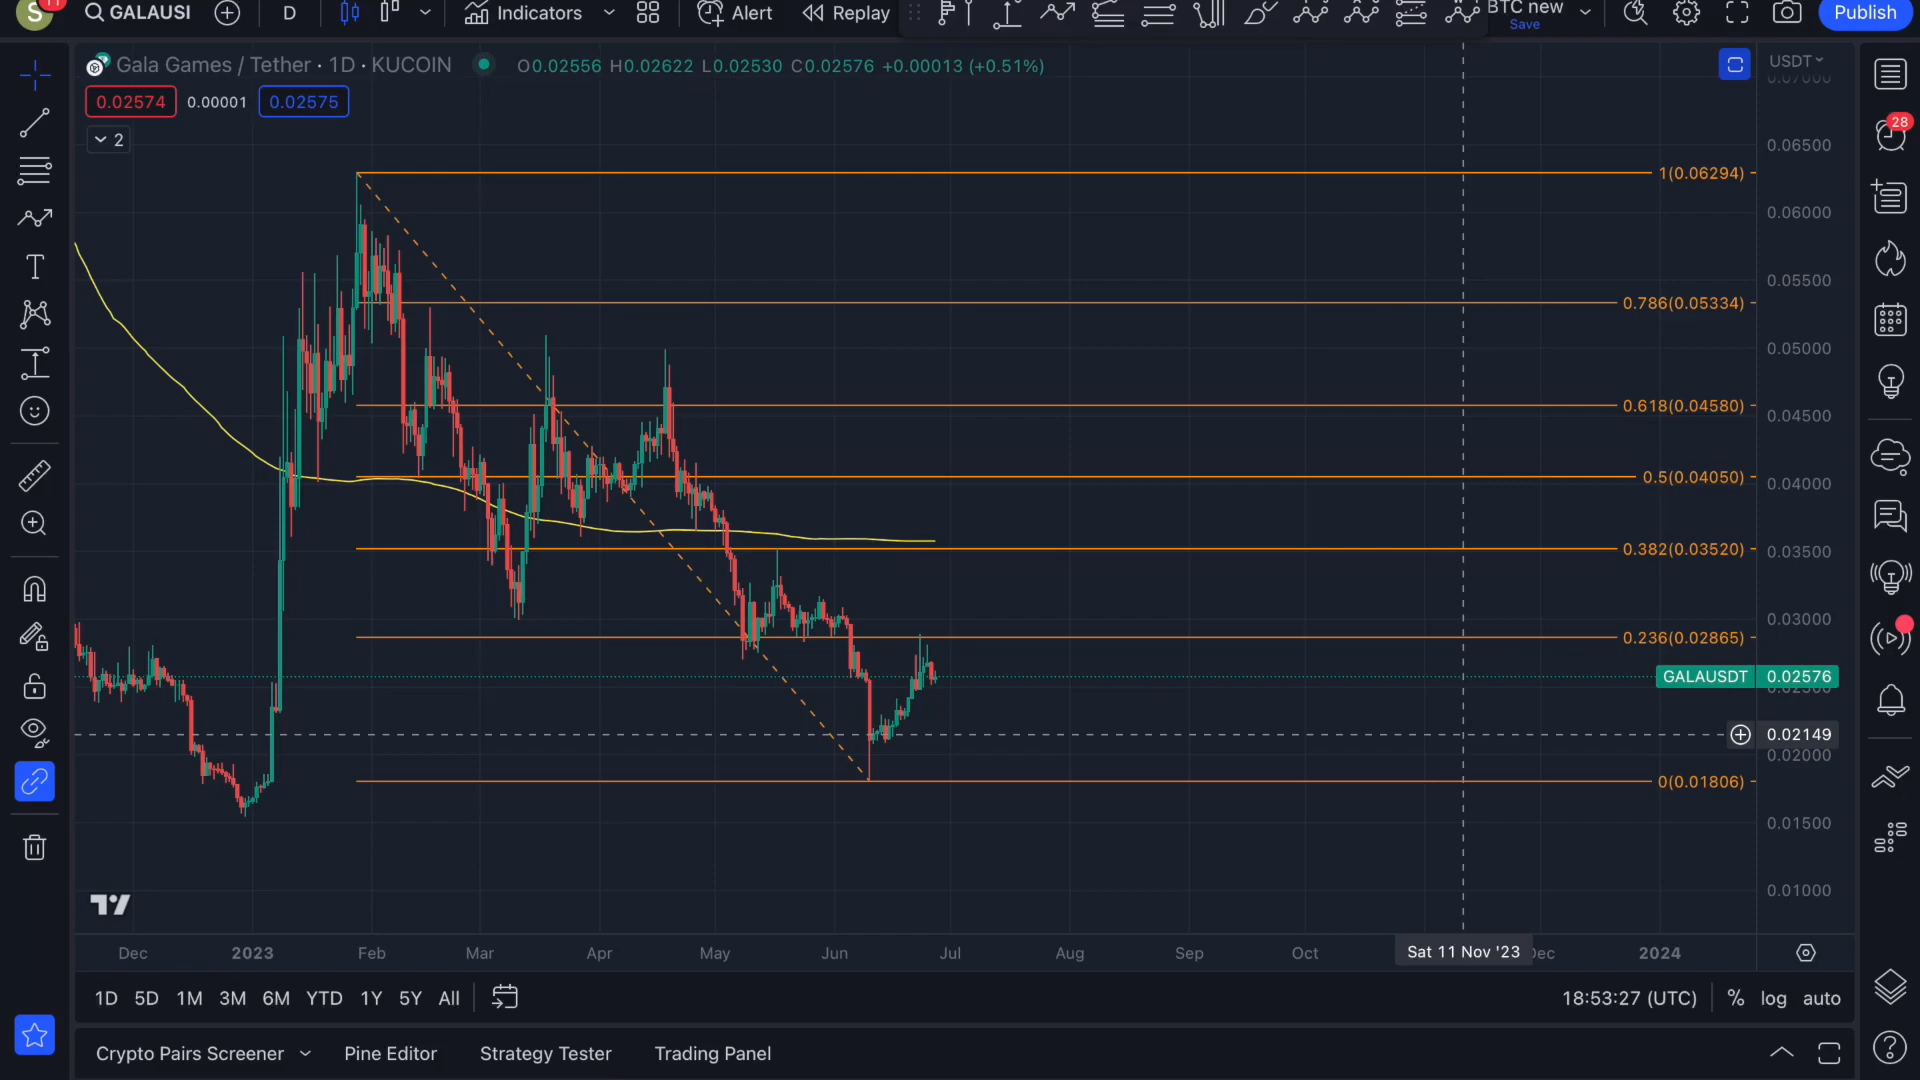 S
11
GALAUSI
D
Indicators
Alert
Replay
BTC new
Save
Publish
Gala Games / Tether · 1D · KUCOIN
O0.02556 H0.02622 L0.02530 C0.02576 +0.00013 (+0.51%)
USDT
0.02574 0.00001 0.02575
2
28
0.07000
0.06500
1(0.06294)
0.06000
0.05500
0.786(0.05334)
0.05000
0.618(0.04580)
0.04500
0.5(0.04050)
0.04000
0.382(0.03520)
0.03500
0.03000
0.236(0.02865)
GALAUSDT 0.02576
0.02500
0.02149
0.02000
0(0.01806)
0.01500
0.01000
Dec 2023 Feb Mar Apr May Jun Jul Aug Sep Oct Sat 11 Nov '23 Dec 2024
1D 5D 1M 3M 6M YTD 1Y 5Y All
18:53:27 (UTC) % log auto
Crypto Pairs Screener Pine Editor Strategy Tester Trading Panel